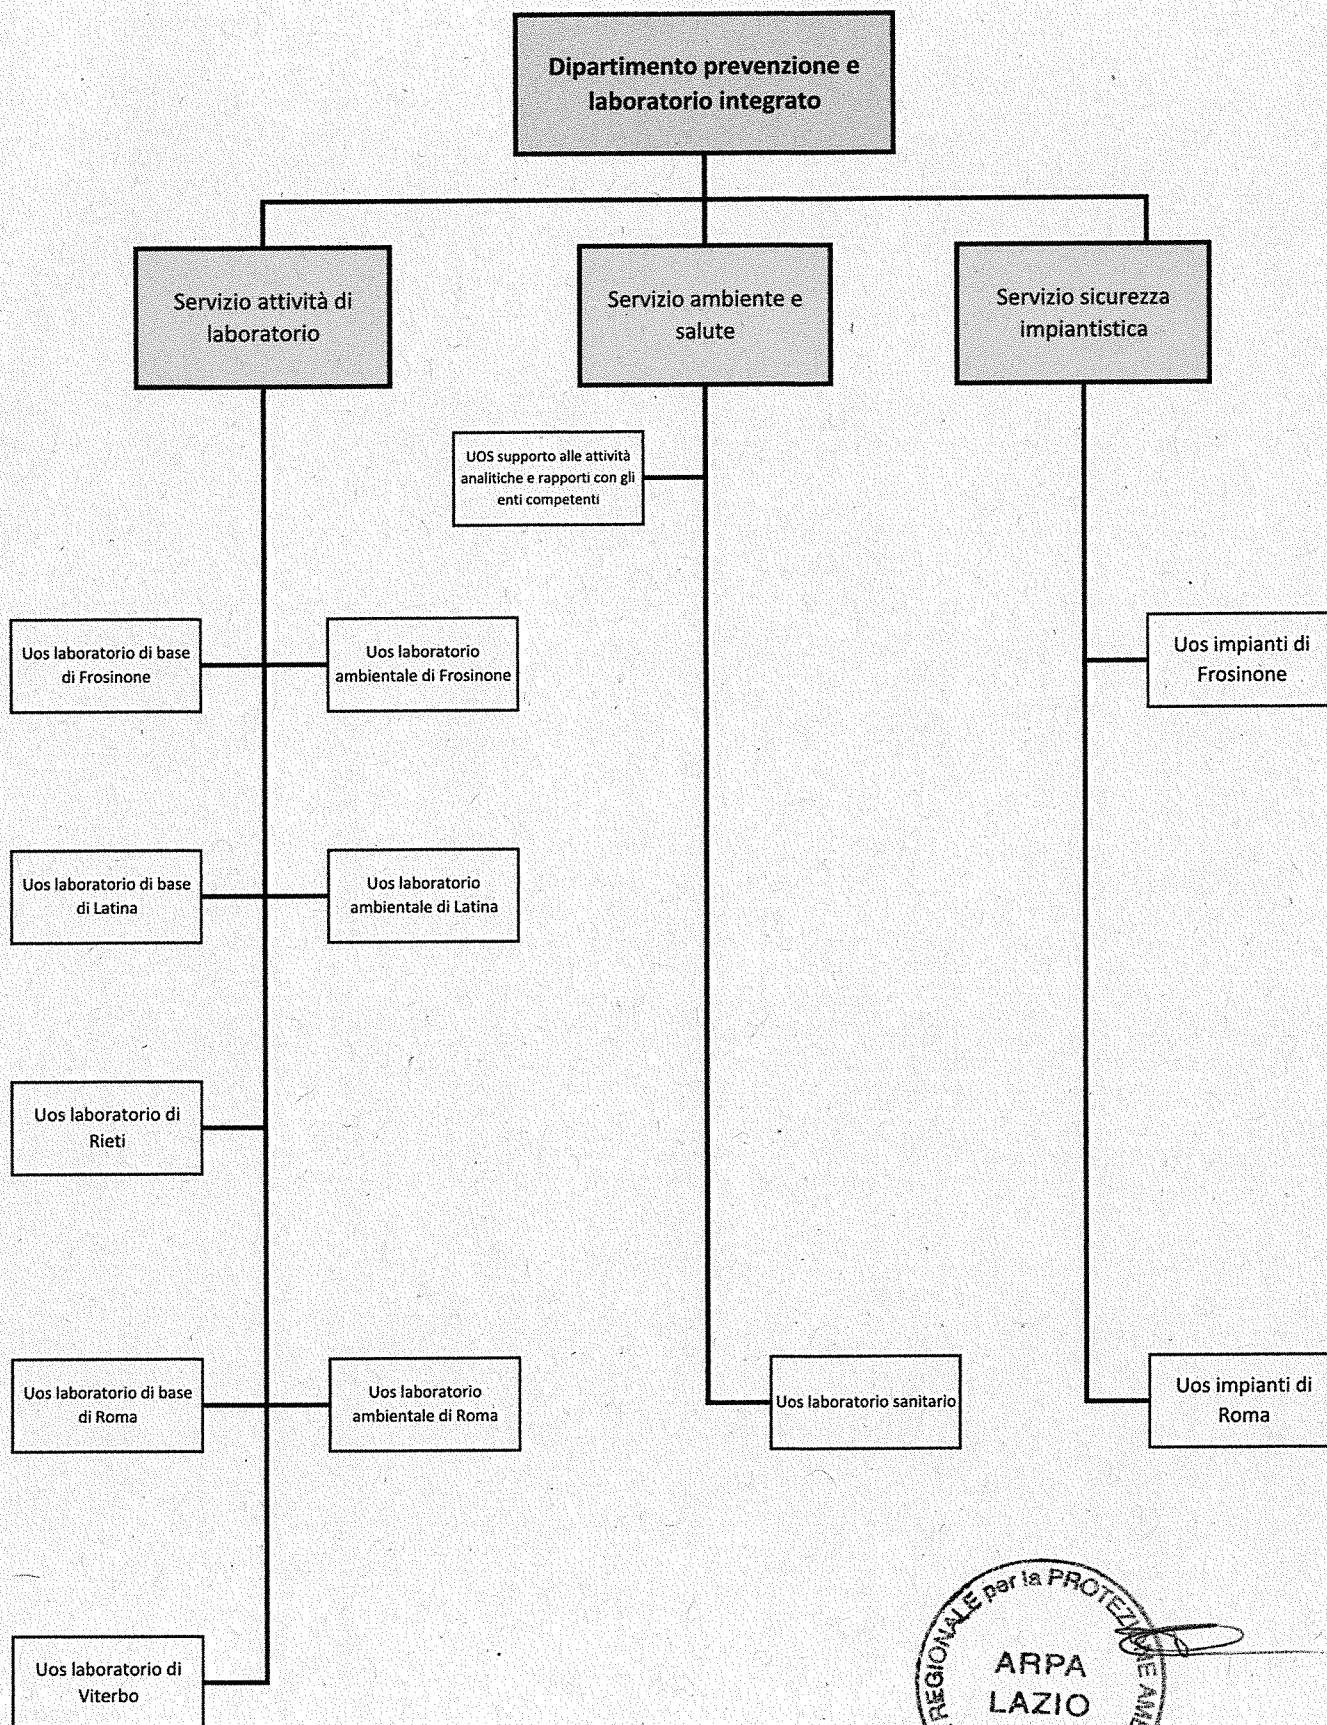 Dipartimento prevenzione e
laboratorio integrato
Servizio attività di
laboratorio
Servizio ambiente e
salute
Servizio sicurezza
impiantistica
UOS supporto alle attività
analitiche e rapporti con gli
enti competenti
Uos laboratorio di base
di Frosinone
Uos laboratorio
ambientale di Frosinone
Uos impianti di
Frosinone
Uos laboratorio di base
di Latina
Uos laboratorio
ambientale di Latina
Uos laboratorio di
Rieti
Uos laboratorio di base
di Roma
Uos laboratorio
ambientale di Roma
Uos laboratorio sanitario
Uos impianti di
Roma
Uos laboratorio di
Viterbo
REGIONALE per la PROTEZIONE AMB
ARPA
LAZIO